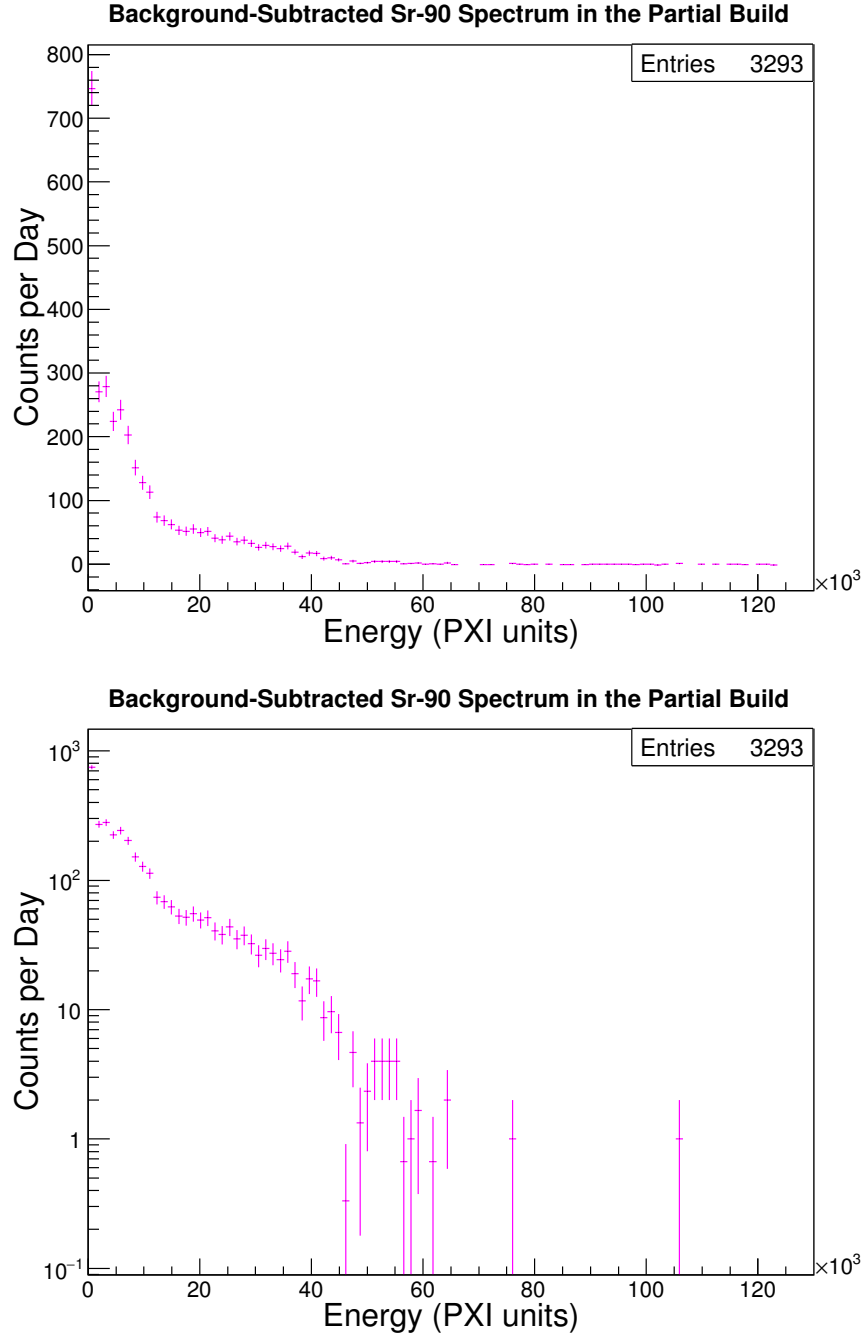 Background-Subtracted Sr-90 Spectrum in the Partial Build
Entries 3293
800
700
600
500
400
300
200
100
0
Counts per Day
0 20 40 60 80 100 120
×10³
Energy (PXI units)
Background-Subtracted Sr-90 Spectrum in the Partial Build
Entries 3293
10³
10²
10
1
10⁻¹
Counts per Day
0 20 40 60 80 100 120
×10³
Energy (PXI units)